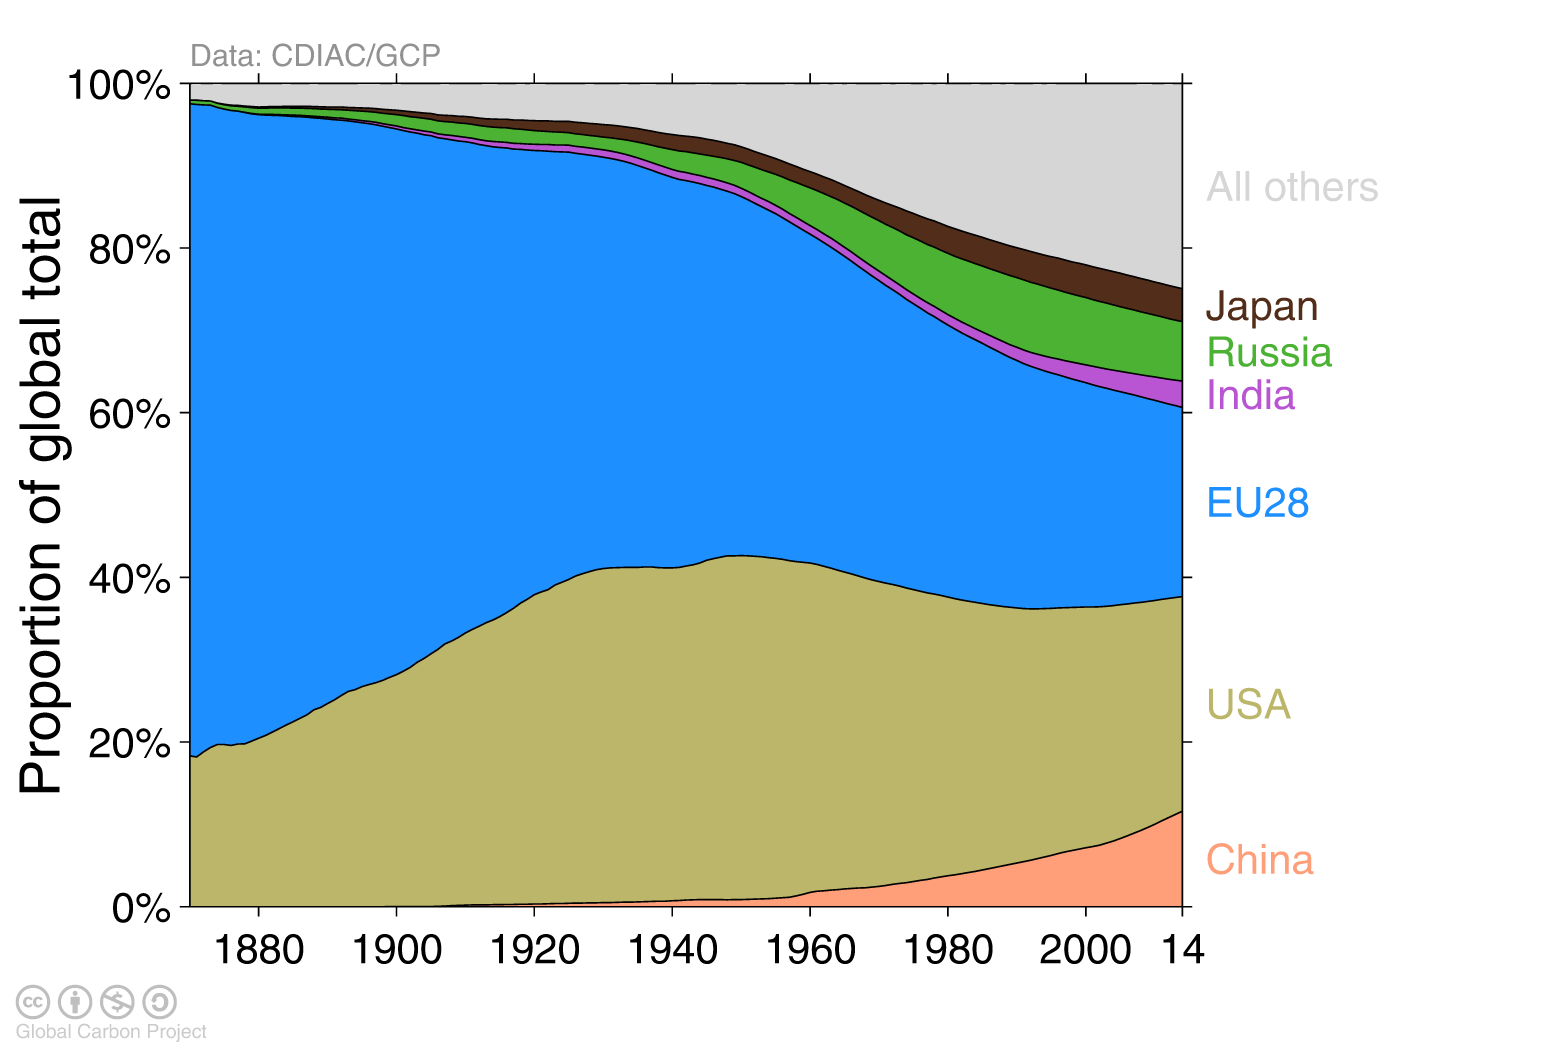 Data: CDIAC/GCP
100%
80%
60%
40%
20%
0%
Proportion of global total
All others
Japan
Russia
India
EU28
USA
China
1880 1900 1920 1940 1960 1980 2000 14
cc
Global Carbon Project